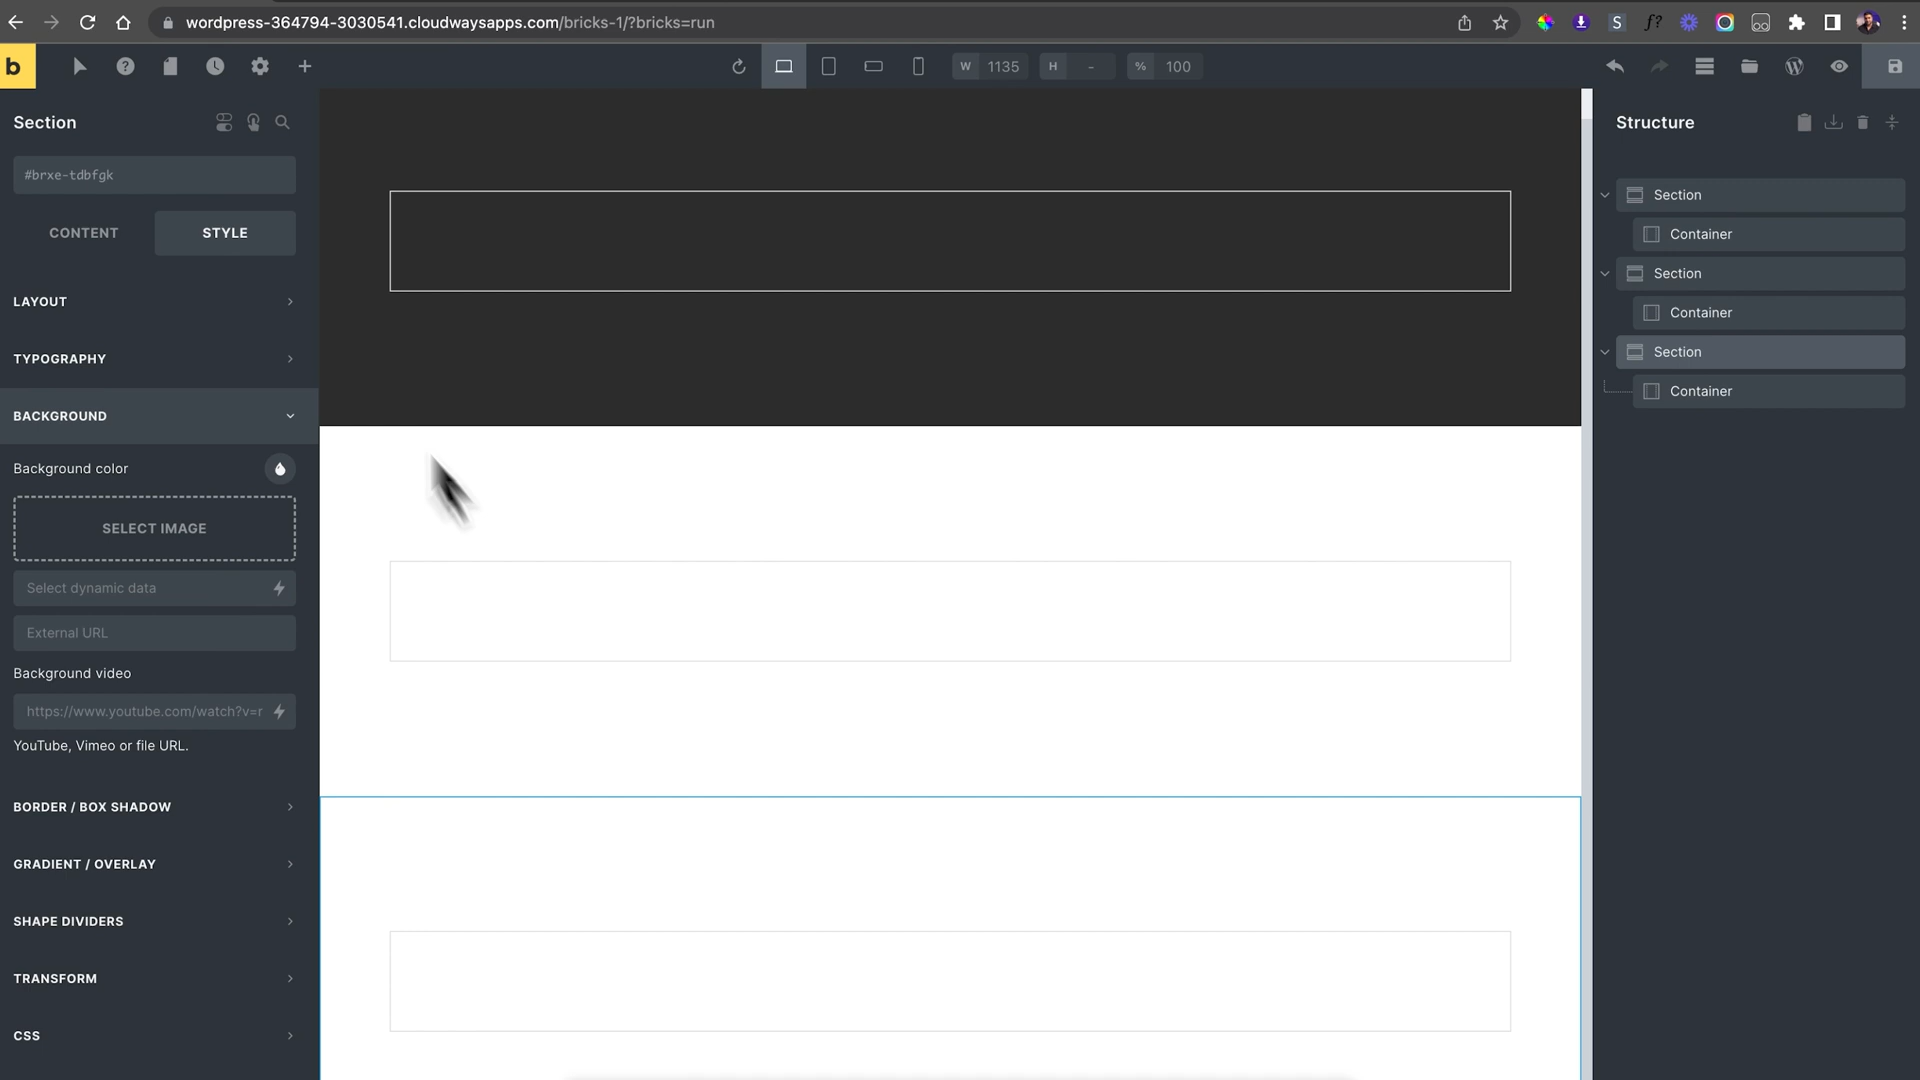 wordpress-364794-3030541.cloudwaysapps.com/bricks-1/?bricks=run
S
f?
b
W 1135
H -
% 100
Section
#brxe-tdbfgk
CONTENT
STYLE
LAYOUT
TYPOGRAPHY
BACKGROUND
Background color
SELECT IMAGE
Select dynamic data
External URL
Background video
https://www.youtube.com/watch?v=r
YouTube, Vimeo or file URL.
BORDER / BOX SHADOW
GRADIENT / OVERLAY
SHAPE DIVIDERS
TRANSFORM
CSS
Structure
Section
Container
Section
Container
Section
Container